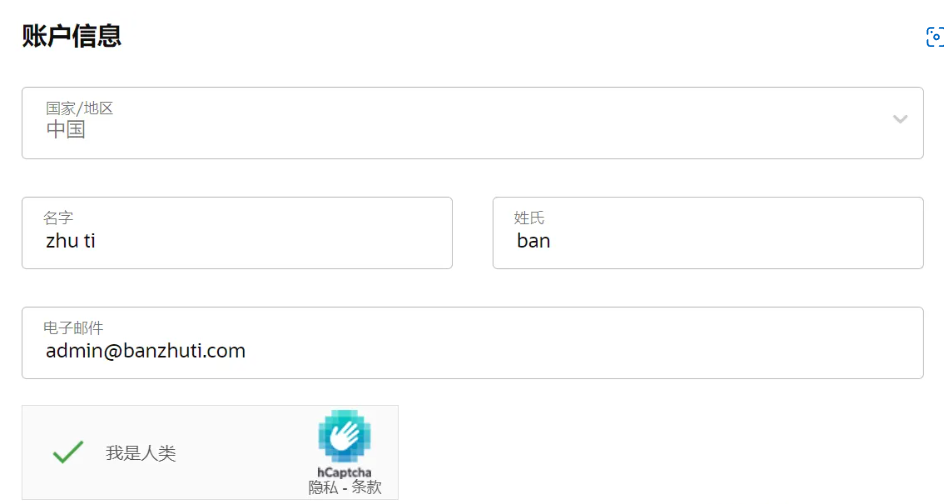 账户信息
国家/地区
中国
名字
zhu ti
姓氏
ban
电子邮件
admin@banzhuti.com
我是人类
hCaptcha
隐私 - 条款